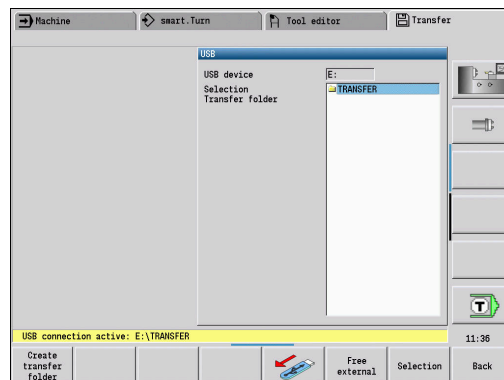 Machine
smart.Turn
Tool editor
Transfer
USB
USB device
E:
Selection
Transfer folder
TRANSFER
T
USB connection active: E:\TRANSFER
11:36
Create
transfer
folder
Free
external
Selection
Back